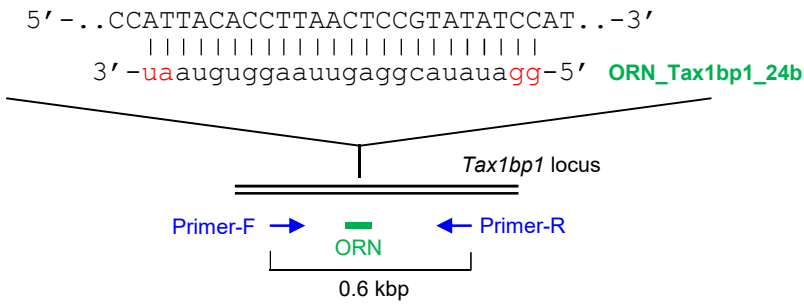 5′-..CCATTACACCTTAACTCCGTATATCCAT..-3′
3′-uaauguggaauugaggcauauagg-5′ ORN_Tax1bp1_24b
Tax1bp1 locus
Primer-F
Primer-R
ORN
0.6 kbp